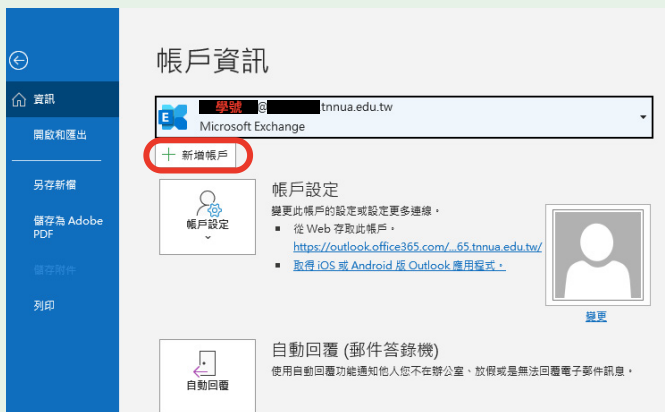 帳戶資訊
資訊
開啟和匯出
另存新檔
儲存為 Adobe
PDF
儲存附件
列印
學號 @ tnnua.edu.tw
Microsoft Exchange
新增帳戶
帳戶設定
帳戶設定
變更此帳戶的設定或設定更多連線。
從 Web 存取此帳戶。
https://outlook.office365.com/...65.tnnua.edu.tw/
取得 iOS 或 Android 版 Outlook 應用程式。
變更
自動回覆
自動回覆 (郵件答錄機)
使用自動回覆功能通知他人您不在辦公室、放假或是無法回覆電子郵件訊息。